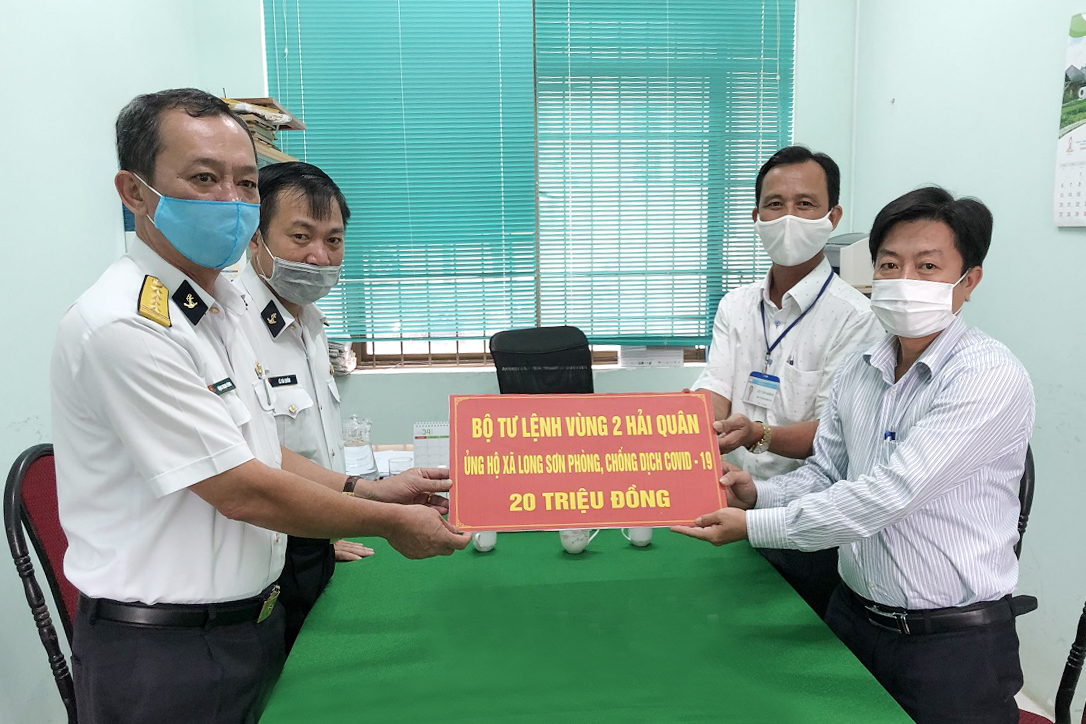 BỘ TƯ LỆNH VÙNG 2 HẢI QUÂN
ỦNG HỘ XÃ LONG SƠN PHÒNG, CHỐNG DỊCH COVID - 19
20 TRIỆU ĐỒNG